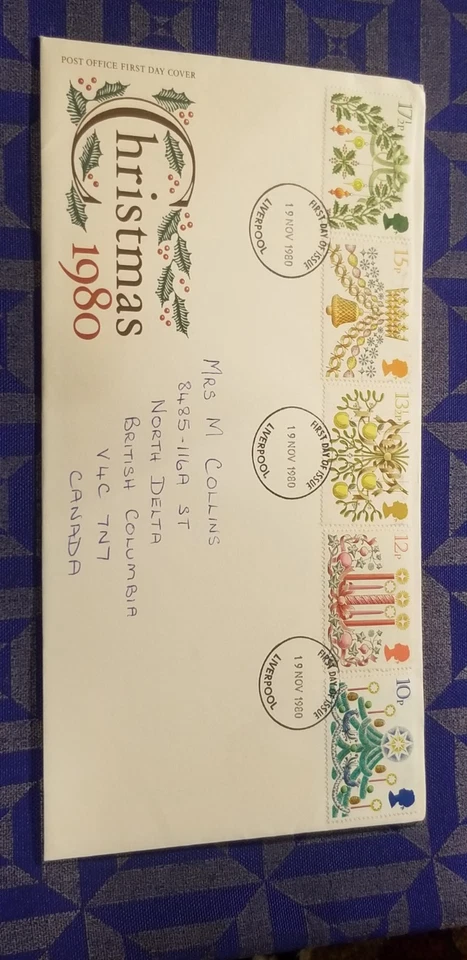 POST OFFICE FIRST DAY COVER
Christmas
1980
17½P
15P
13½P
12P
10P
FIRST DAY OF ISSUE
19 NOV 1980
LIVERPOOL
FIRST DAY OF ISSUE
19 NOV 1980
LIVERPOOL
FIRST DAY OF ISSUE
19 NOV 1980
LIVERPOOL
MRS M COLLINS
8485-116A ST
NORTH DELTA
BRITISH COLUMBIA
V4C 7N7
CANADA